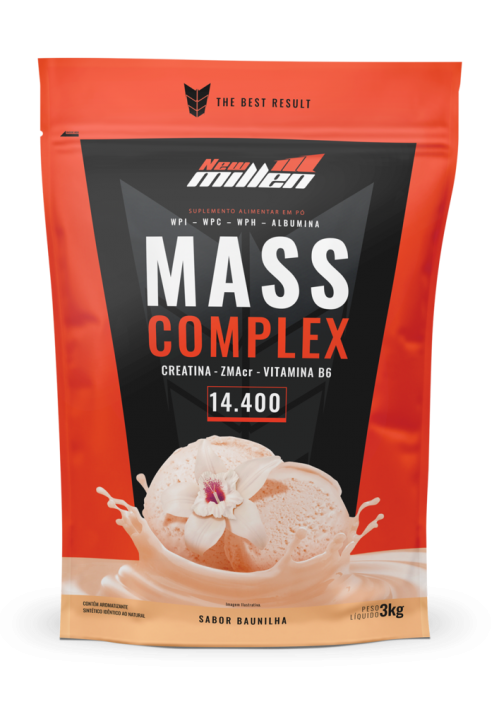 THE BEST RESULT
New
millen
SUPLEMENTO ALIMENTAR EM PÓ
WPI – WPC – WPH – ALBUMINA
MASS
COMPLEX
CREATINA - ZMAcr - VITAMINA B6
14.400
CONTÉM AROMATIZANTE
SINTÉTICO IDÊNTICO AO NATURAL
Imagem Ilustrativa
SABOR BAUNILHA
PESO
LÍQUIDO 3kg